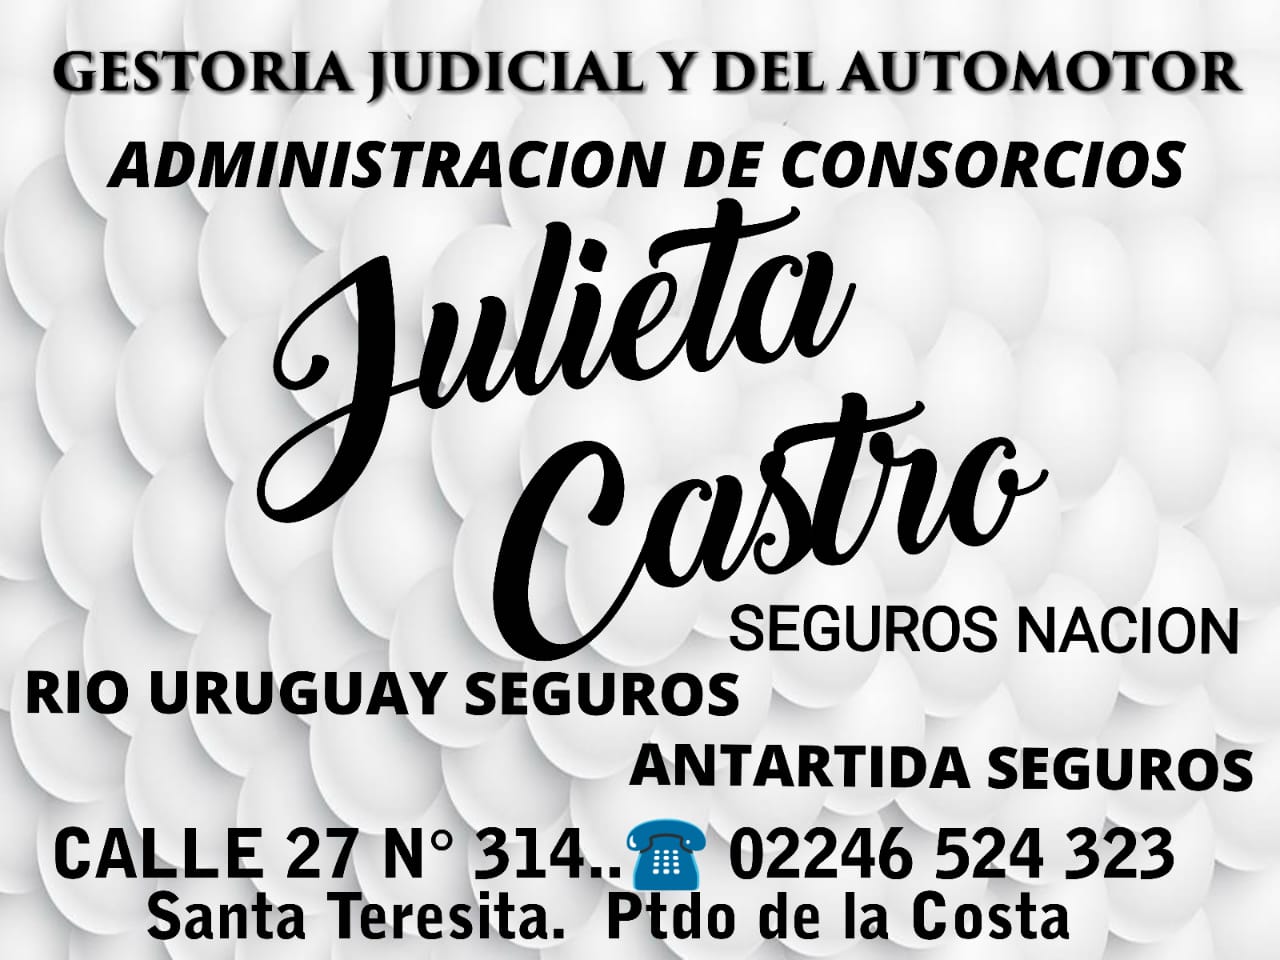 GESTORIA JUDICIAL Y DEL AUTOMOTOR
ADMINISTRACION DE CONSORCIOS
Julieta
Castro
SEGUROS NACION
RIO URUGUAY SEGUROS
ANTARTIDA SEGUROS
CALLE 27 N° 314..☎ 02246 524 323
Santa Teresita. Ptdo de la Costa